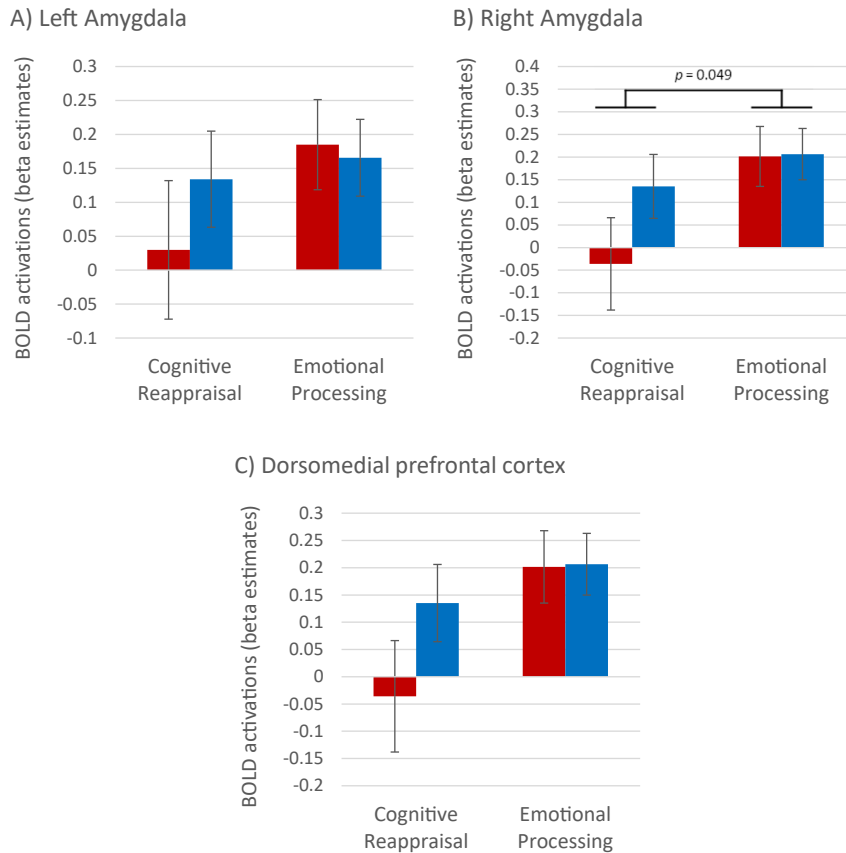 A) Left Amygdala
BOLD activations (beta estimates)
0.3
0.25
0.2
0.15
0.1
0.05
0
-0.05
-0.1
Cognitive
Reappraisal
Emotional
Processing
B) Right Amygdala
BOLD activations (beta estimates)
0.4
0.35
0.3
0.25
0.2
0.15
0.1
0.05
0
-0.05
-0.1
-0.15
-0.2
p = 0.049
Cognitive
Reappraisal
Emotional
Processing
C) Dorsomedial prefrontal cortex
BOLD activations (beta estimates)
0.3
0.25
0.2
0.15
0.1
0.05
0
-0.05
-0.1
-0.15
-0.2
Cognitive
Reappraisal
Emotional
Processing